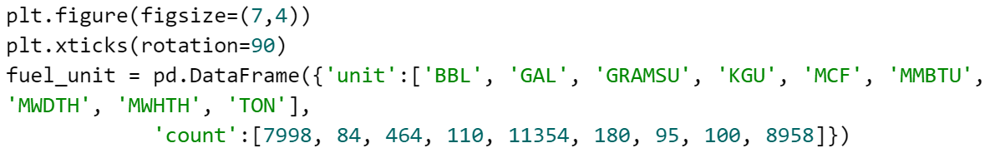 plt.figure(figsize=(7,4))
plt.xticks(rotation=90)
fuel_unit = pd.DataFrame({'unit':['BBL', 'GAL', 'GRAMSU', 'KGU', 'MCF', 'MMBTU',
'MWDTH', 'MWHTH', 'TON'],
'count':[7998, 84, 464, 110, 11354, 180, 95, 100, 8958]})